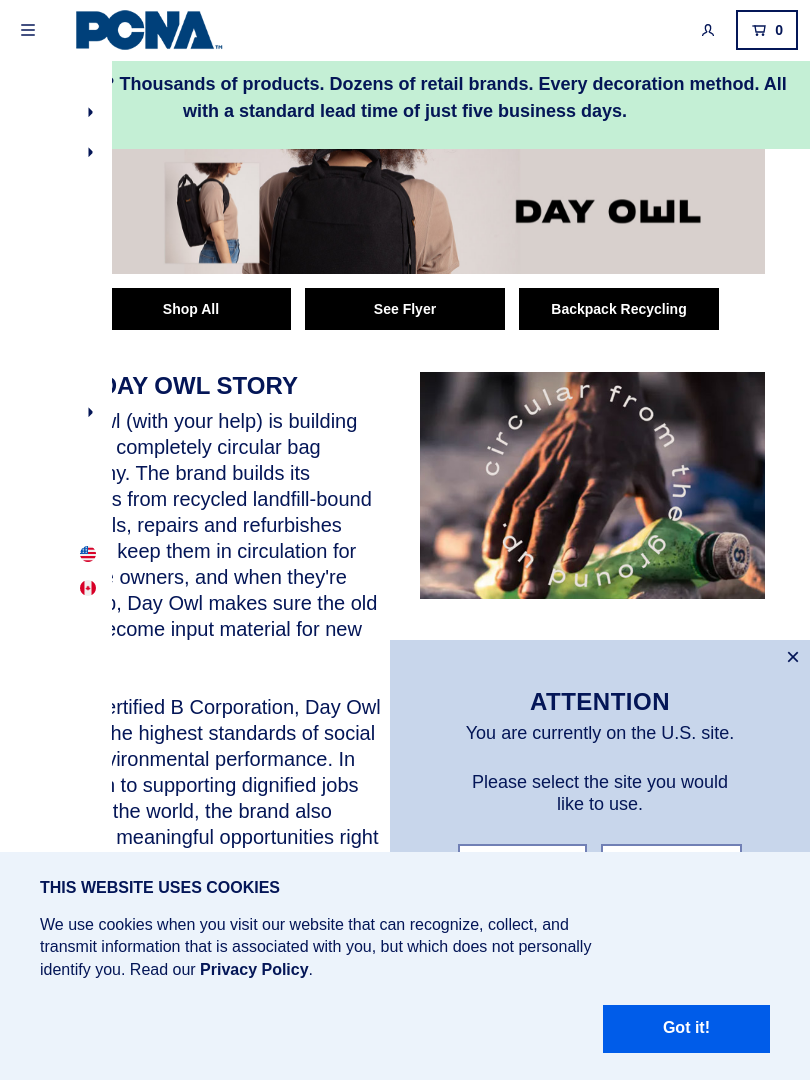 PCNA
TM
0
? Thousands of products. Dozens of retail brands. Every decoration method. All
with a standard lead time of just five business days.
DAY OWL
Shop All
See Flyer
Backpack Recycling
DAY OWL STORY
wl (with your help) is building
completely circular bag
ny. The brand builds its
s from recycled landfill-bound
ls, repairs and refurbishes
keep them in circulation for
e owners, and when they're
p, Day Owl makes sure the old
ecome input material for new
circular from the ground up.
ertified B Corporation, Day Owl
he highest standards of social
vironmental performance. In
n to supporting dignified jobs
the world, the brand also
meaningful opportunities right
ATTENTION
You are currently on the U.S. site.
Please select the site you would
like to use.
THIS WEBSITE USES COOKIES
We use cookies when you visit our website that can recognize, collect, and
transmit information that is associated with you, but which does not personally
identify you. Read our Privacy Policy.
Got it!